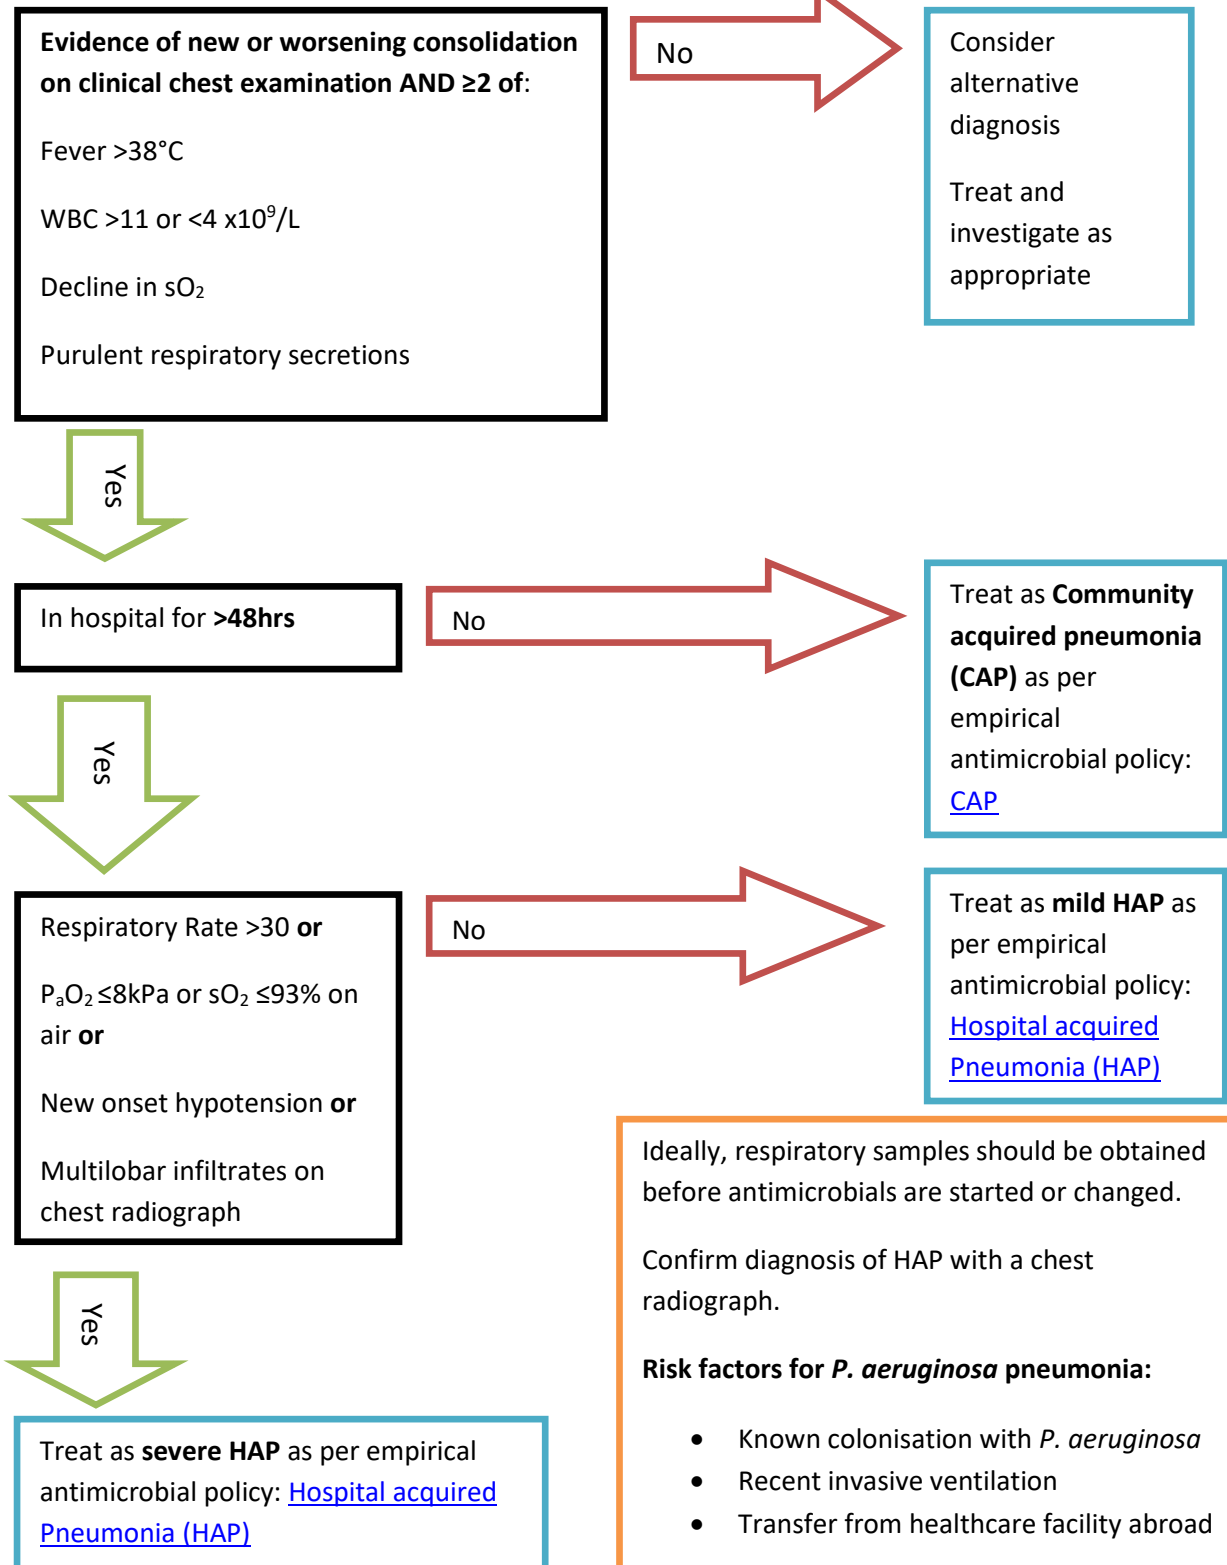 Evidence of new or worsening consolidation
on clinical chest examination AND ≥2 of:
Fever >38°C
WBC >11 or <4 x10⁹/L
Decline in sO₂
Purulent respiratory secretions
No
Consider
alternative
diagnosis
Treat and
investigate as
appropriate
Yes
In hospital for >48hrs
No
Treat as Community
acquired pneumonia
(CAP) as per
empirical
antimicrobial policy:
CAP
Yes
Respiratory Rate >30 or
PₐO₂ ≤8kPa or sO₂ ≤93% on
air or
New onset hypotension or
Multilobar infiltrates on
chest radiograph
No
Treat as mild HAP as
per empirical
antimicrobial policy:
Hospital acquired
Pneumonia (HAP)
Yes
Treat as severe HAP as per empirical
antimicrobial policy: Hospital acquired
Pneumonia (HAP)
Ideally, respiratory samples should be obtained
before antimicrobials are started or changed.
Confirm diagnosis of HAP with a chest
radiograph.
Risk factors for P. aeruginosa pneumonia:
• Known colonisation with P. aeruginosa
• Recent invasive ventilation
• Transfer from healthcare facility abroad